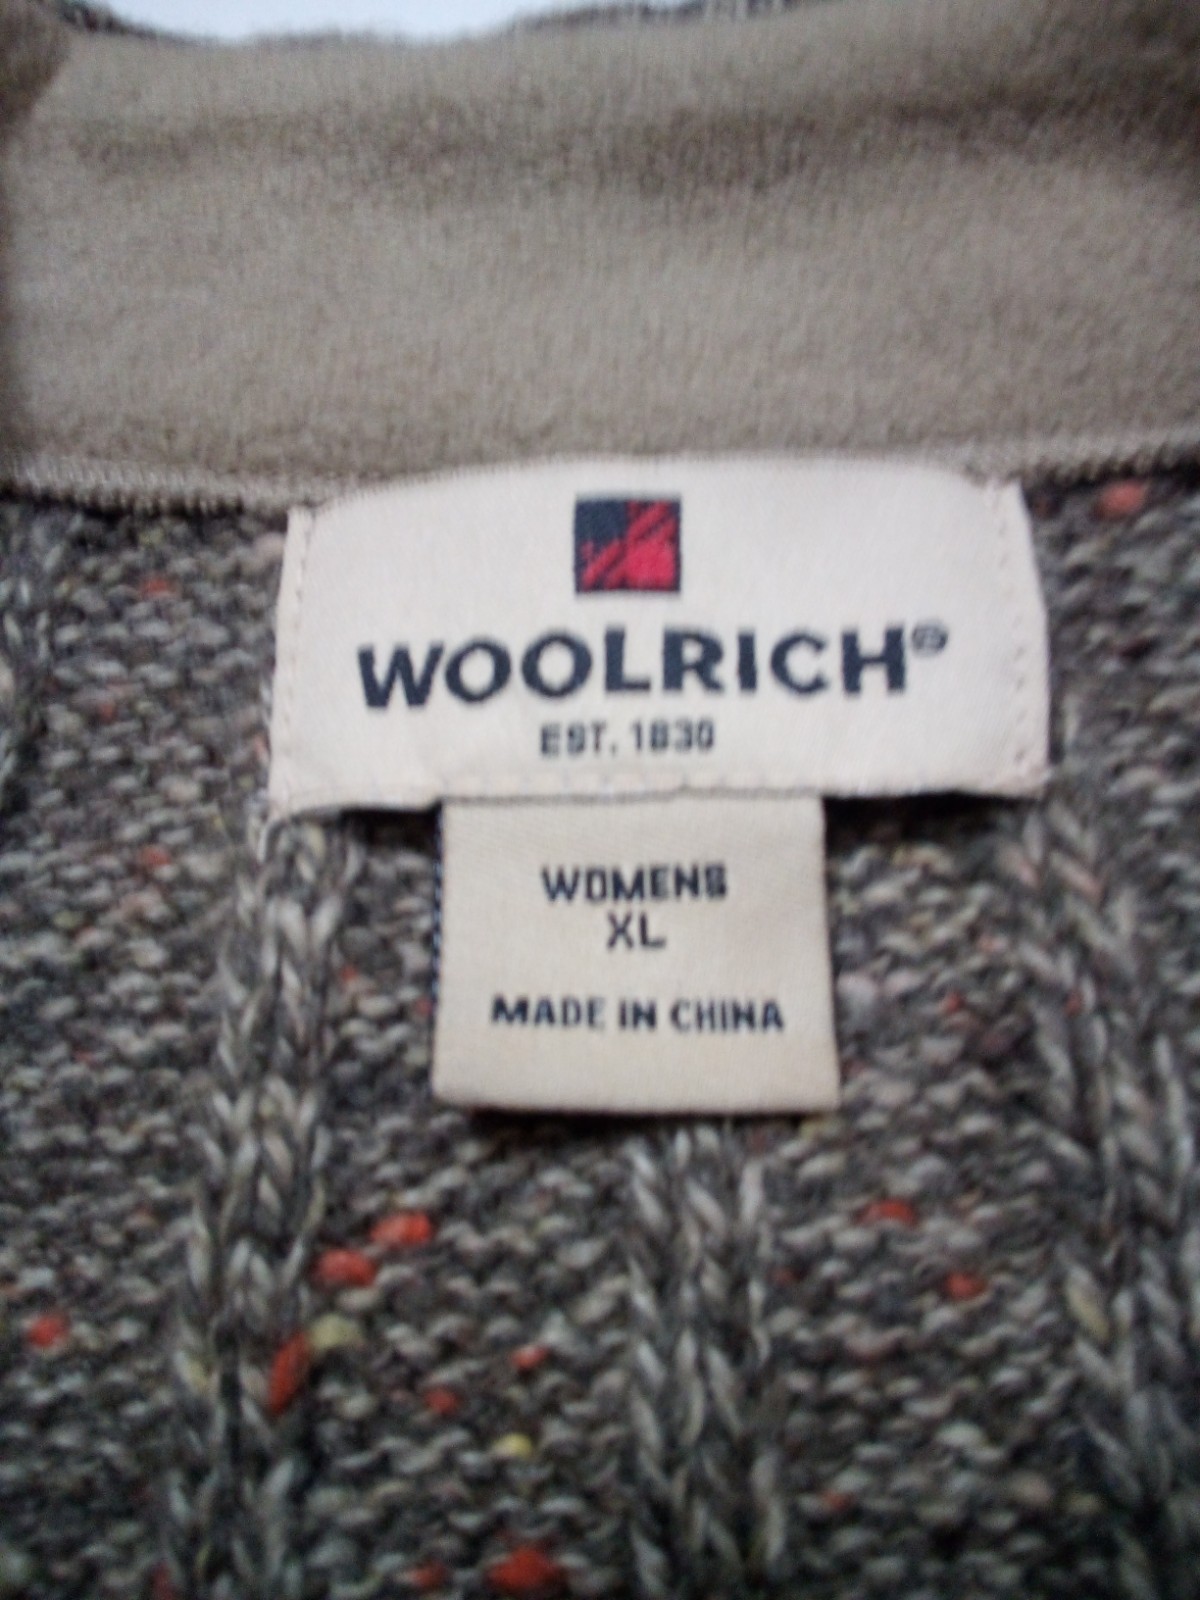 WOOLRICH®
EST. 1830
WOMENS
XL
MADE IN CHINA